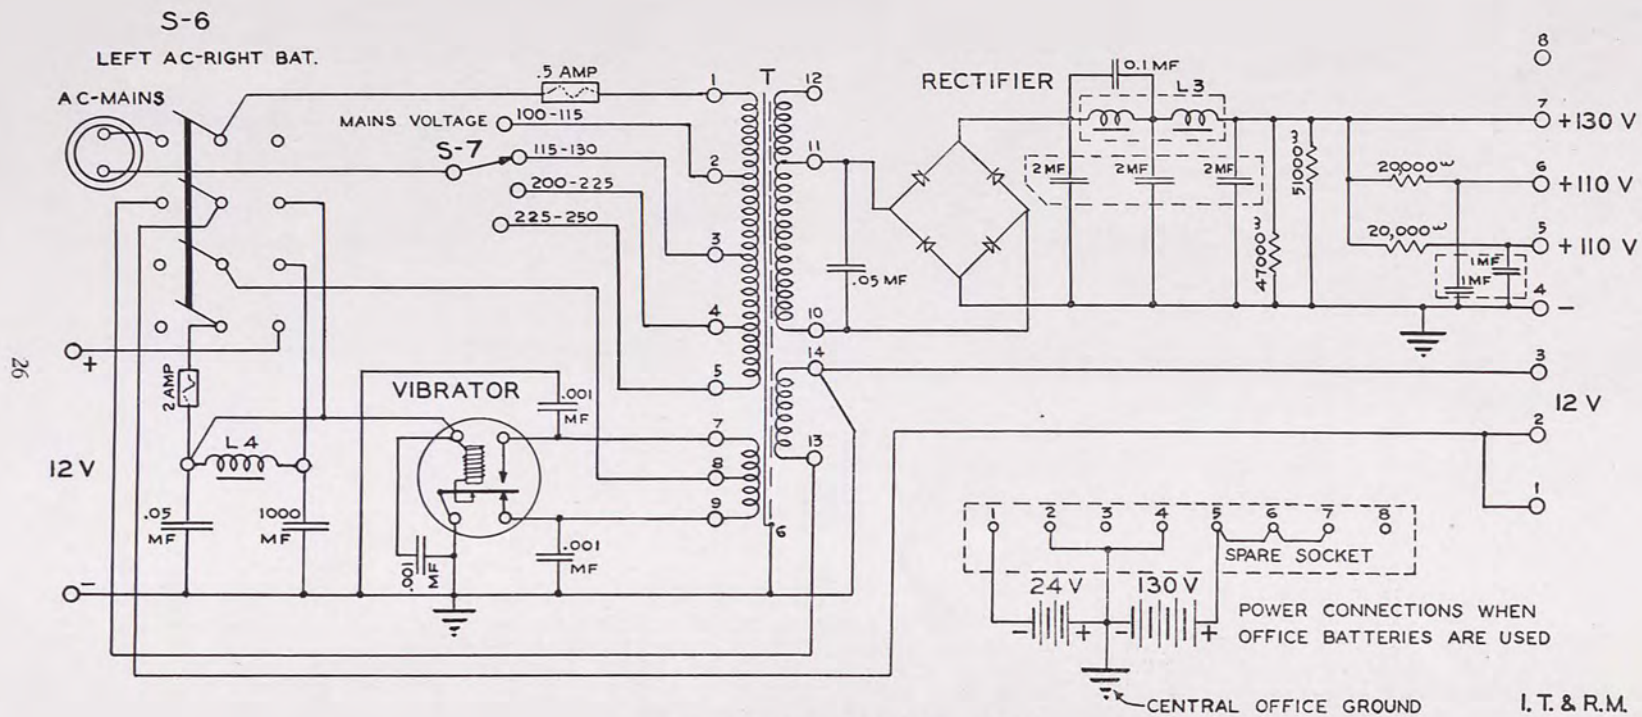 S-6
LEFT AC-RIGHT BAT.
AC-MAINS
.5 AMP
MAINS VOLTAGE
100-115
S-7
115-130
200-225
225-250
1
2
3
4
5
7
8
9
T
12
11
10
14
13
6
.05 MF
RECTIFIER
0.1 MF
L3
2MF
2MF
2MF
47000 ω
51000 ω
20,000 ω
20,000 ω
1MF
1MF
8
7
+130 V
6
+110 V
5
+110 V
4
-
3
12 V
2
1
+
2 AMP
26
VIBRATOR
.001
MF
L4
12 V
.05
MF
1000
MF
.001
MF
.001
MF
-
1 2 3 4 5 6 7 8
SPARE SOCKET
24 V
130 V
- + - +
POWER CONNECTIONS WHEN
OFFICE BATTERIES ARE USED
CENTRAL OFFICE GROUND
I.T. & R.M.